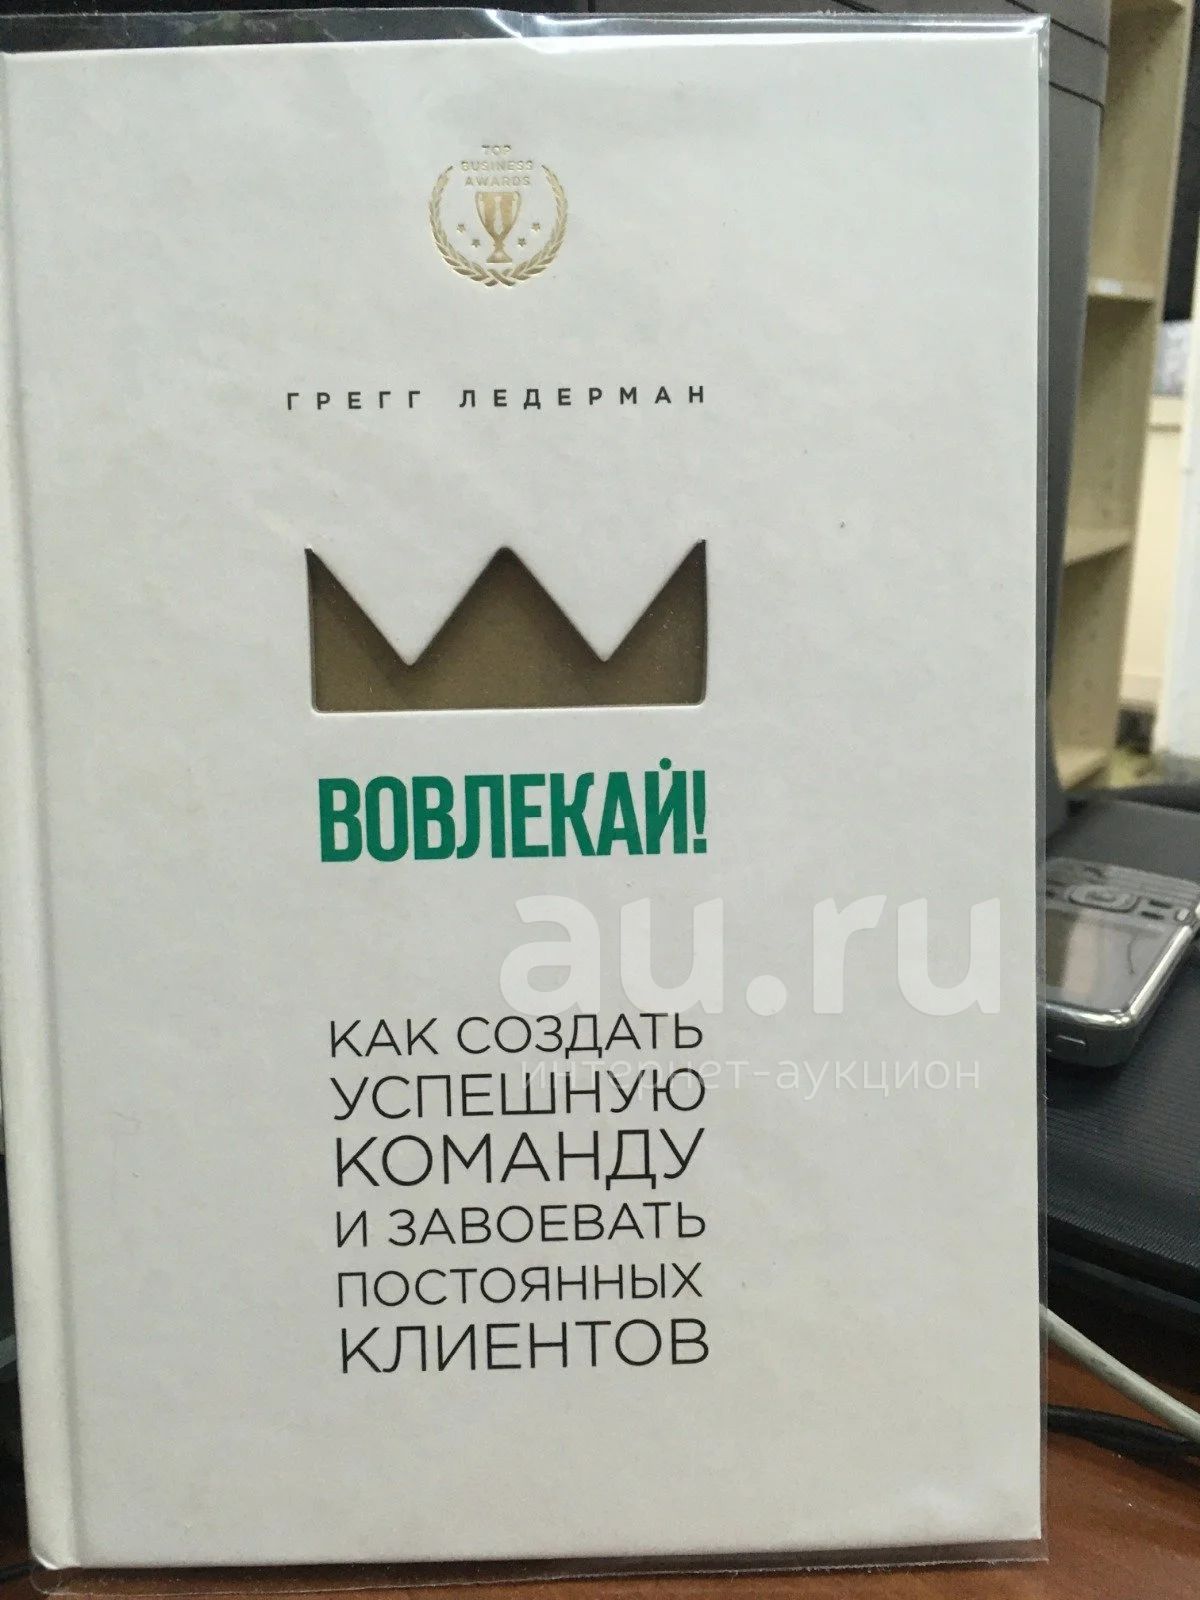 TOP
BUSINESS
AWARDS
ГРЕГГ ЛЕДЕРМАН
ВОВЛЕКАЙ!
au.ru
КАК СОЗДАТЬ
интернет-аукцион
УСПЕШНУЮ
КОМАНДУ
И ЗАВОЕВАТЬ
ПОСТОЯННЫХ
КЛИЕНТОВ